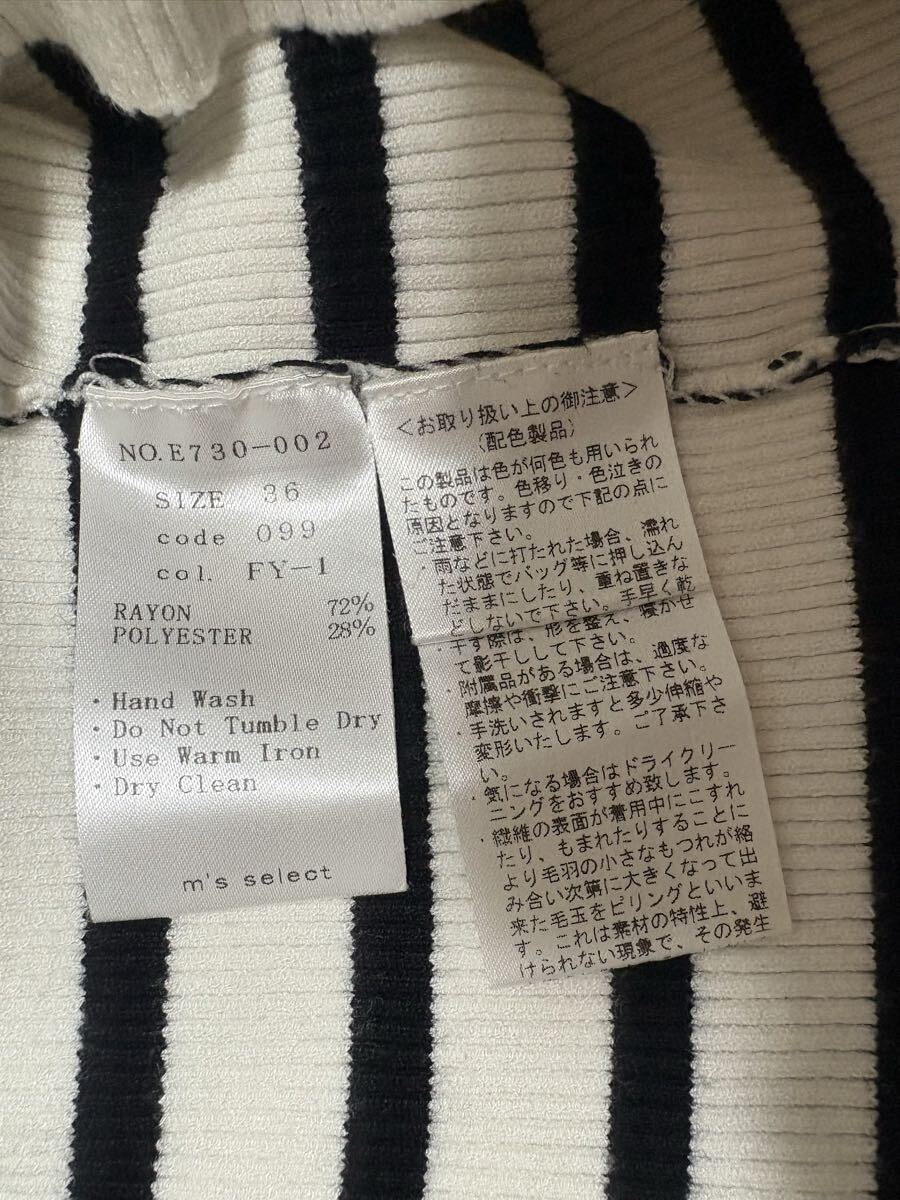 NO.E730-002
SIZE 36
code 099
col. FY-1
RAYON 72%
POLYESTER 28%
・Hand Wash
・Do Not Tumble Dry
・Use Warm Iron
・Dry Clean
m's select
<お取り扱い上の御注意>
(配色製品)
この製品は色が何色も用いられ
たものです。色移り・色泣きの
原因となりますので下記の点に
ご注意下さい。
・雨などに打たれた場合、濡れ
た状態でバッグ等に押し込ん
だままにしたり、重ね置きな
どしないで下さい。手早く乾
・干す際は、形を整え、寝かせ
て影干しして下さい。
・附属品がある場合は、過度な
摩擦や衝撃にご注意下さい。
・手洗いされますと多少伸縮や
変形いたします。ご了承下さ
い。
・気になる場合はドライクリー
ニングをおすすめ致します。
・繊維の表面が着用中にこすれ
たり、もまれたりすることに
より毛羽の小さなもつれが絡
み合い次第に大きくなって出
来た毛玉をピリングといいま
す。これは素材の特性上、避
けられない現象で、その発生